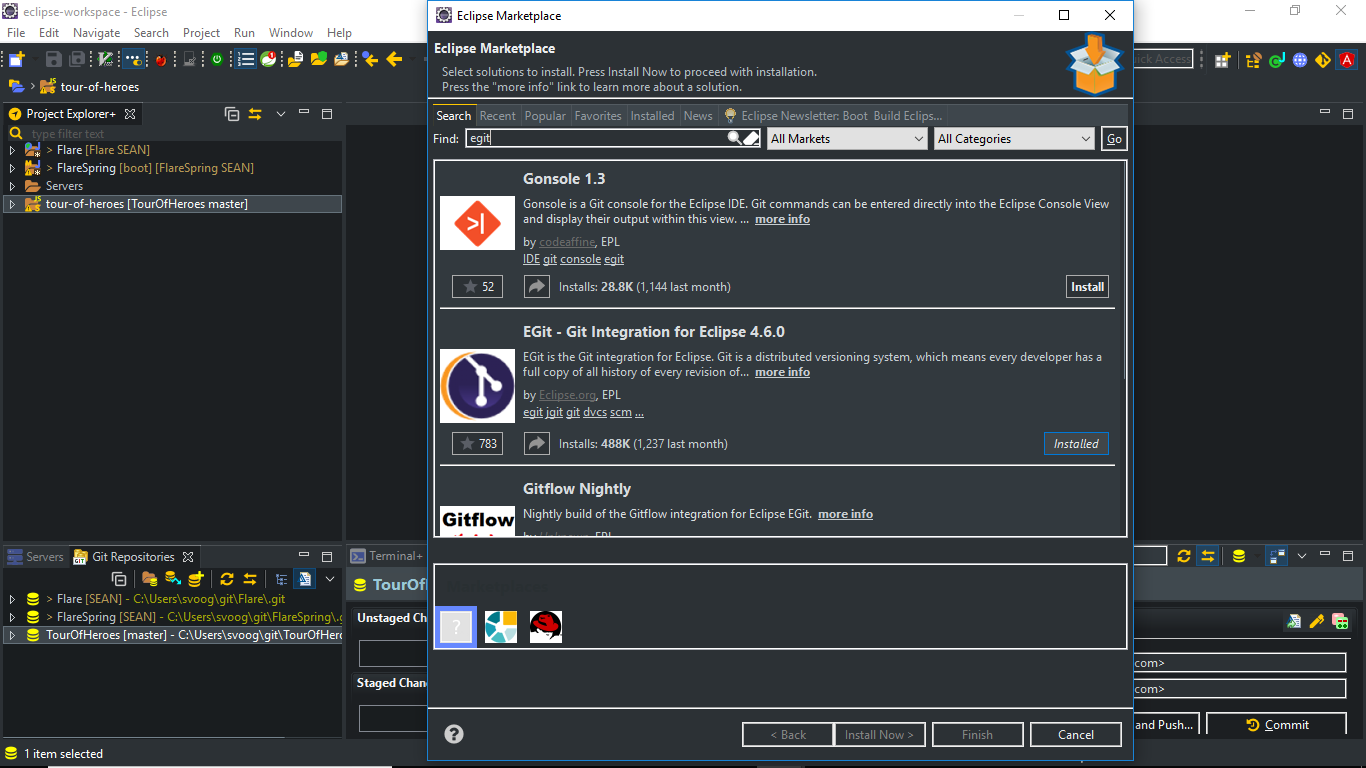 eclipse-workspace - Eclipse
File Edit Navigate Search Project Run Window Help
Quick Access
tour-of-heroes
Project Explorer+
type filter text
> Flare [Flare SEAN]
> FlareSpring [boot] [FlareSpring SEAN]
Servers
tour-of-heroes [TourOfHeroes master]
Servers
Git Repositories
> Flare [SEAN] - C:\Users\svoog\git\Flare\.git
> FlareSpring [SEAN] - C:\Users\svoog\git\FlareSpring\.g
TourOfHeroes [master] - C:\Users\svoog\git\TourOfHero
1 item selected
Terminal+
TourOf
Unstaged Ch
Staged Chan
Eclipse Marketplace
Eclipse Marketplace
Select solutions to install. Press Install Now to proceed with installation.
Press the "more info" link to learn more about a solution.
Search Recent Popular Favorites Installed News Eclipse Newsletter: Boot Build Eclips...
Find: egit All Markets All Categories Go
Gonsole 1.3
Gonsole is a Git console for the Eclipse IDE. Git commands can be entered directly into the Eclipse Console View
and display their output within this view. ... more info
by codeaffine, EPL
IDE git console egit
52 Installs: 28.8K (1,144 last month) Install
EGit - Git Integration for Eclipse 4.6.0
EGit is the Git integration for Eclipse. Git is a distributed versioning system, which means every developer has a
full copy of all history of every revision of... more info
by Eclipse.org, EPL
egit jgit git dvcs scm ...
783 Installs: 488K (1,237 last month) Installed
Gitflow Nightly
Gitflow
Nightly build of the Gitflow integration for Eclipse EGit. more info
?
? < Back Install Now > Finish Cancel
com>
com>
and Push... Commit